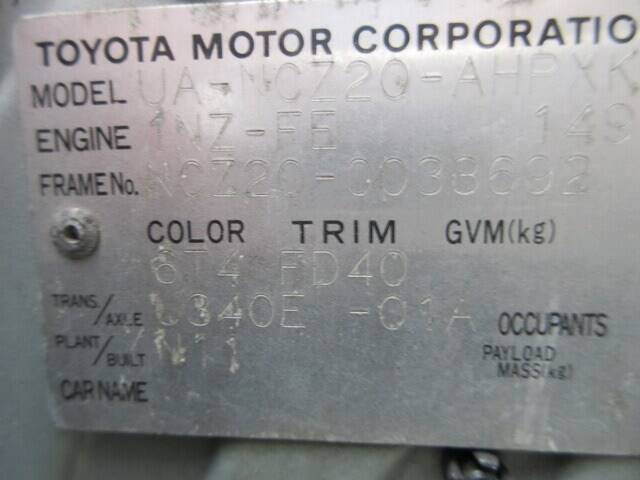 TOYOTA MOTOR CORPORATIO
MODEL UA-NCZ20-AHPXK
ENGINE 1NZ-FE 149
FRAME No. NCZ20-0038692
COLOR TRIM GVM(kg)
6T4 FD40
TRANS./AXLE U340E -01A OCCUPANTS
PLANT/BUILT N11 PAYLOAD MASS(kg)
CAR NAME